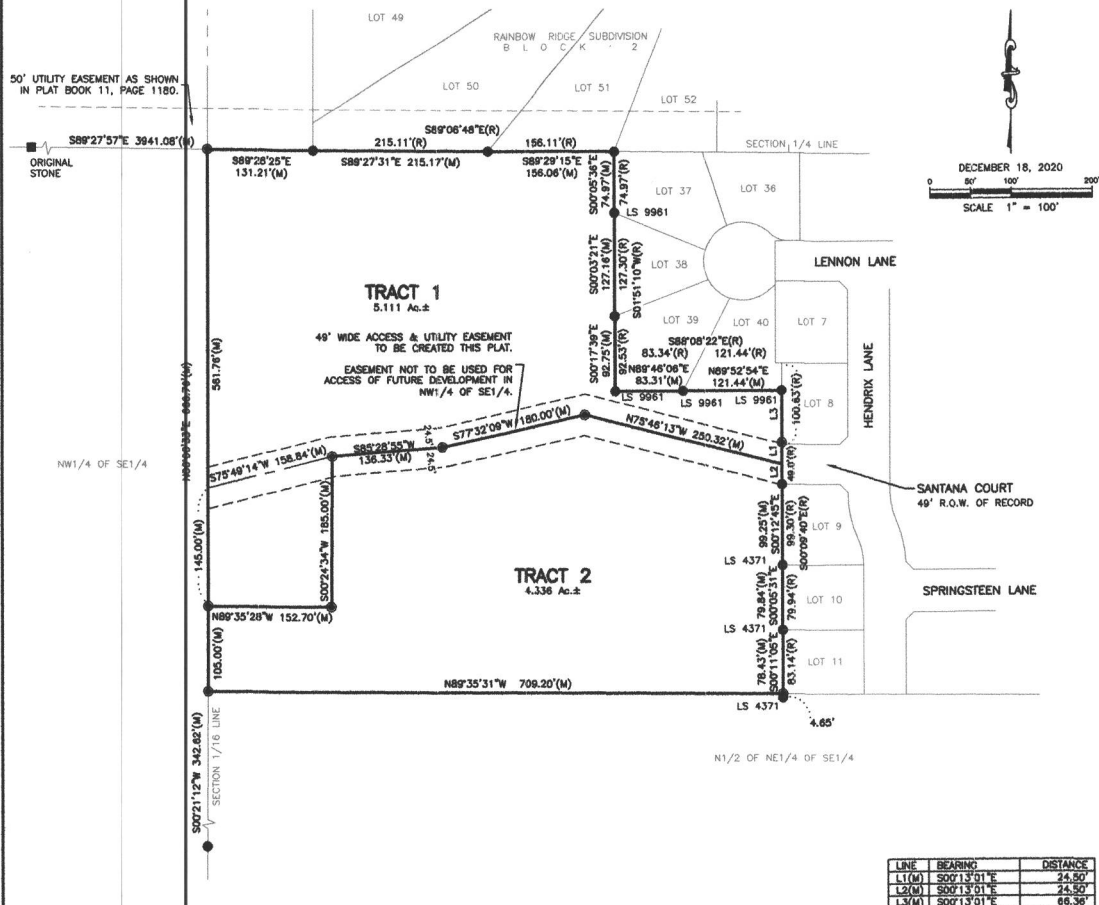 LOT 49
RAINBOW RIDGE SUBDIVISION
BLOCK - 2
50' UTILITY EASEMENT AS SHOWN
IN PLAT BOOK 11, PAGE 1180.
LOT 50
LOT 51
LOT 52
S89°27'57"E 3941.08'(M)
ORIGINAL
STONE
S89°06'48"E(R)
215.11'(R)
156.11'(R)
S89°28'25"E
131.21'(M)
S89°27'31"E 215.17'(M)
S89°29'15"E
156.06'(M)
SECTION 1/4 LINE
DECEMBER 18, 2020
0 50' 100' 200'
SCALE 1" = 100'
S00°05'36"E
74.97'(M)
74.97'(R)
LS 9961
LOT 37
LOT 36
LOT 38
LENNON LANE
S00°03'21"E
127.16'(M)
127.30'(R)
S01°51'10"W(R)
TRACT 1
5.111 Ac.±
49' WIDE ACCESS & UTILITY EASEMENT
TO BE CREATED THIS PLAT.
EASEMENT NOT TO BE USED FOR
ACCESS OF FUTURE DEVELOPMENT IN
NW1/4 OF SE1/4.
LOT 39
LOT 40
LOT 7
S00°17'39"E
92.75'(M)
92.53'(R)
S88°08'22"E(R)
83.34'(R)
121.44'(R)
N89°46'06"E
83.31'(M)
N89°52'54"E
121.44'(M)
LS 9961
LS 9961
LS 9961
HENDRIX LANE
LOT 8
L3
100.83'(R)
561.76'(M)
24.5'
24.5'
S77°32'09"W 180.00'(M)
N75°46'13"W 250.32'(M)
L1
L2
49.0'(R)
S75°49'14"W 158.84'(M)
S85°28'55"W
136.33'(M)
NW1/4 OF SE1/4
SANTANA COURT
49' R.O.W. OF RECORD
145.00'(M)
S00°24'34"W 185.00'(M)
99.25'(M)
S00°12'45"E
99.30'(R)
S00°09'40"E(R)
LOT 9
LS 4371
TRACT 2
4.336 Ac.±
79.84'(M)
S00°05'31"E
79.94'(R)
LOT 10
SPRINGSTEEN LANE
N89°35'28"W 152.70'(M)
LS 4371
105.00'(M)
78.43'(M)
S00°11'05"E
83.14'(R)
LOT 11
N89°35'31"W 709.20'(M)
LS 4371
4.65'
S00°21'12"W 342.62'(M)
SECTION 1/16 LINE
N1/2 OF NE1/4 OF SE1/4
LINE BEARING DISTANCE
L1(M) S00°13'01"E 24.50'
L2(M) S00°13'01"E 24.50'
L3(M) S00°13'01"E 66.36'